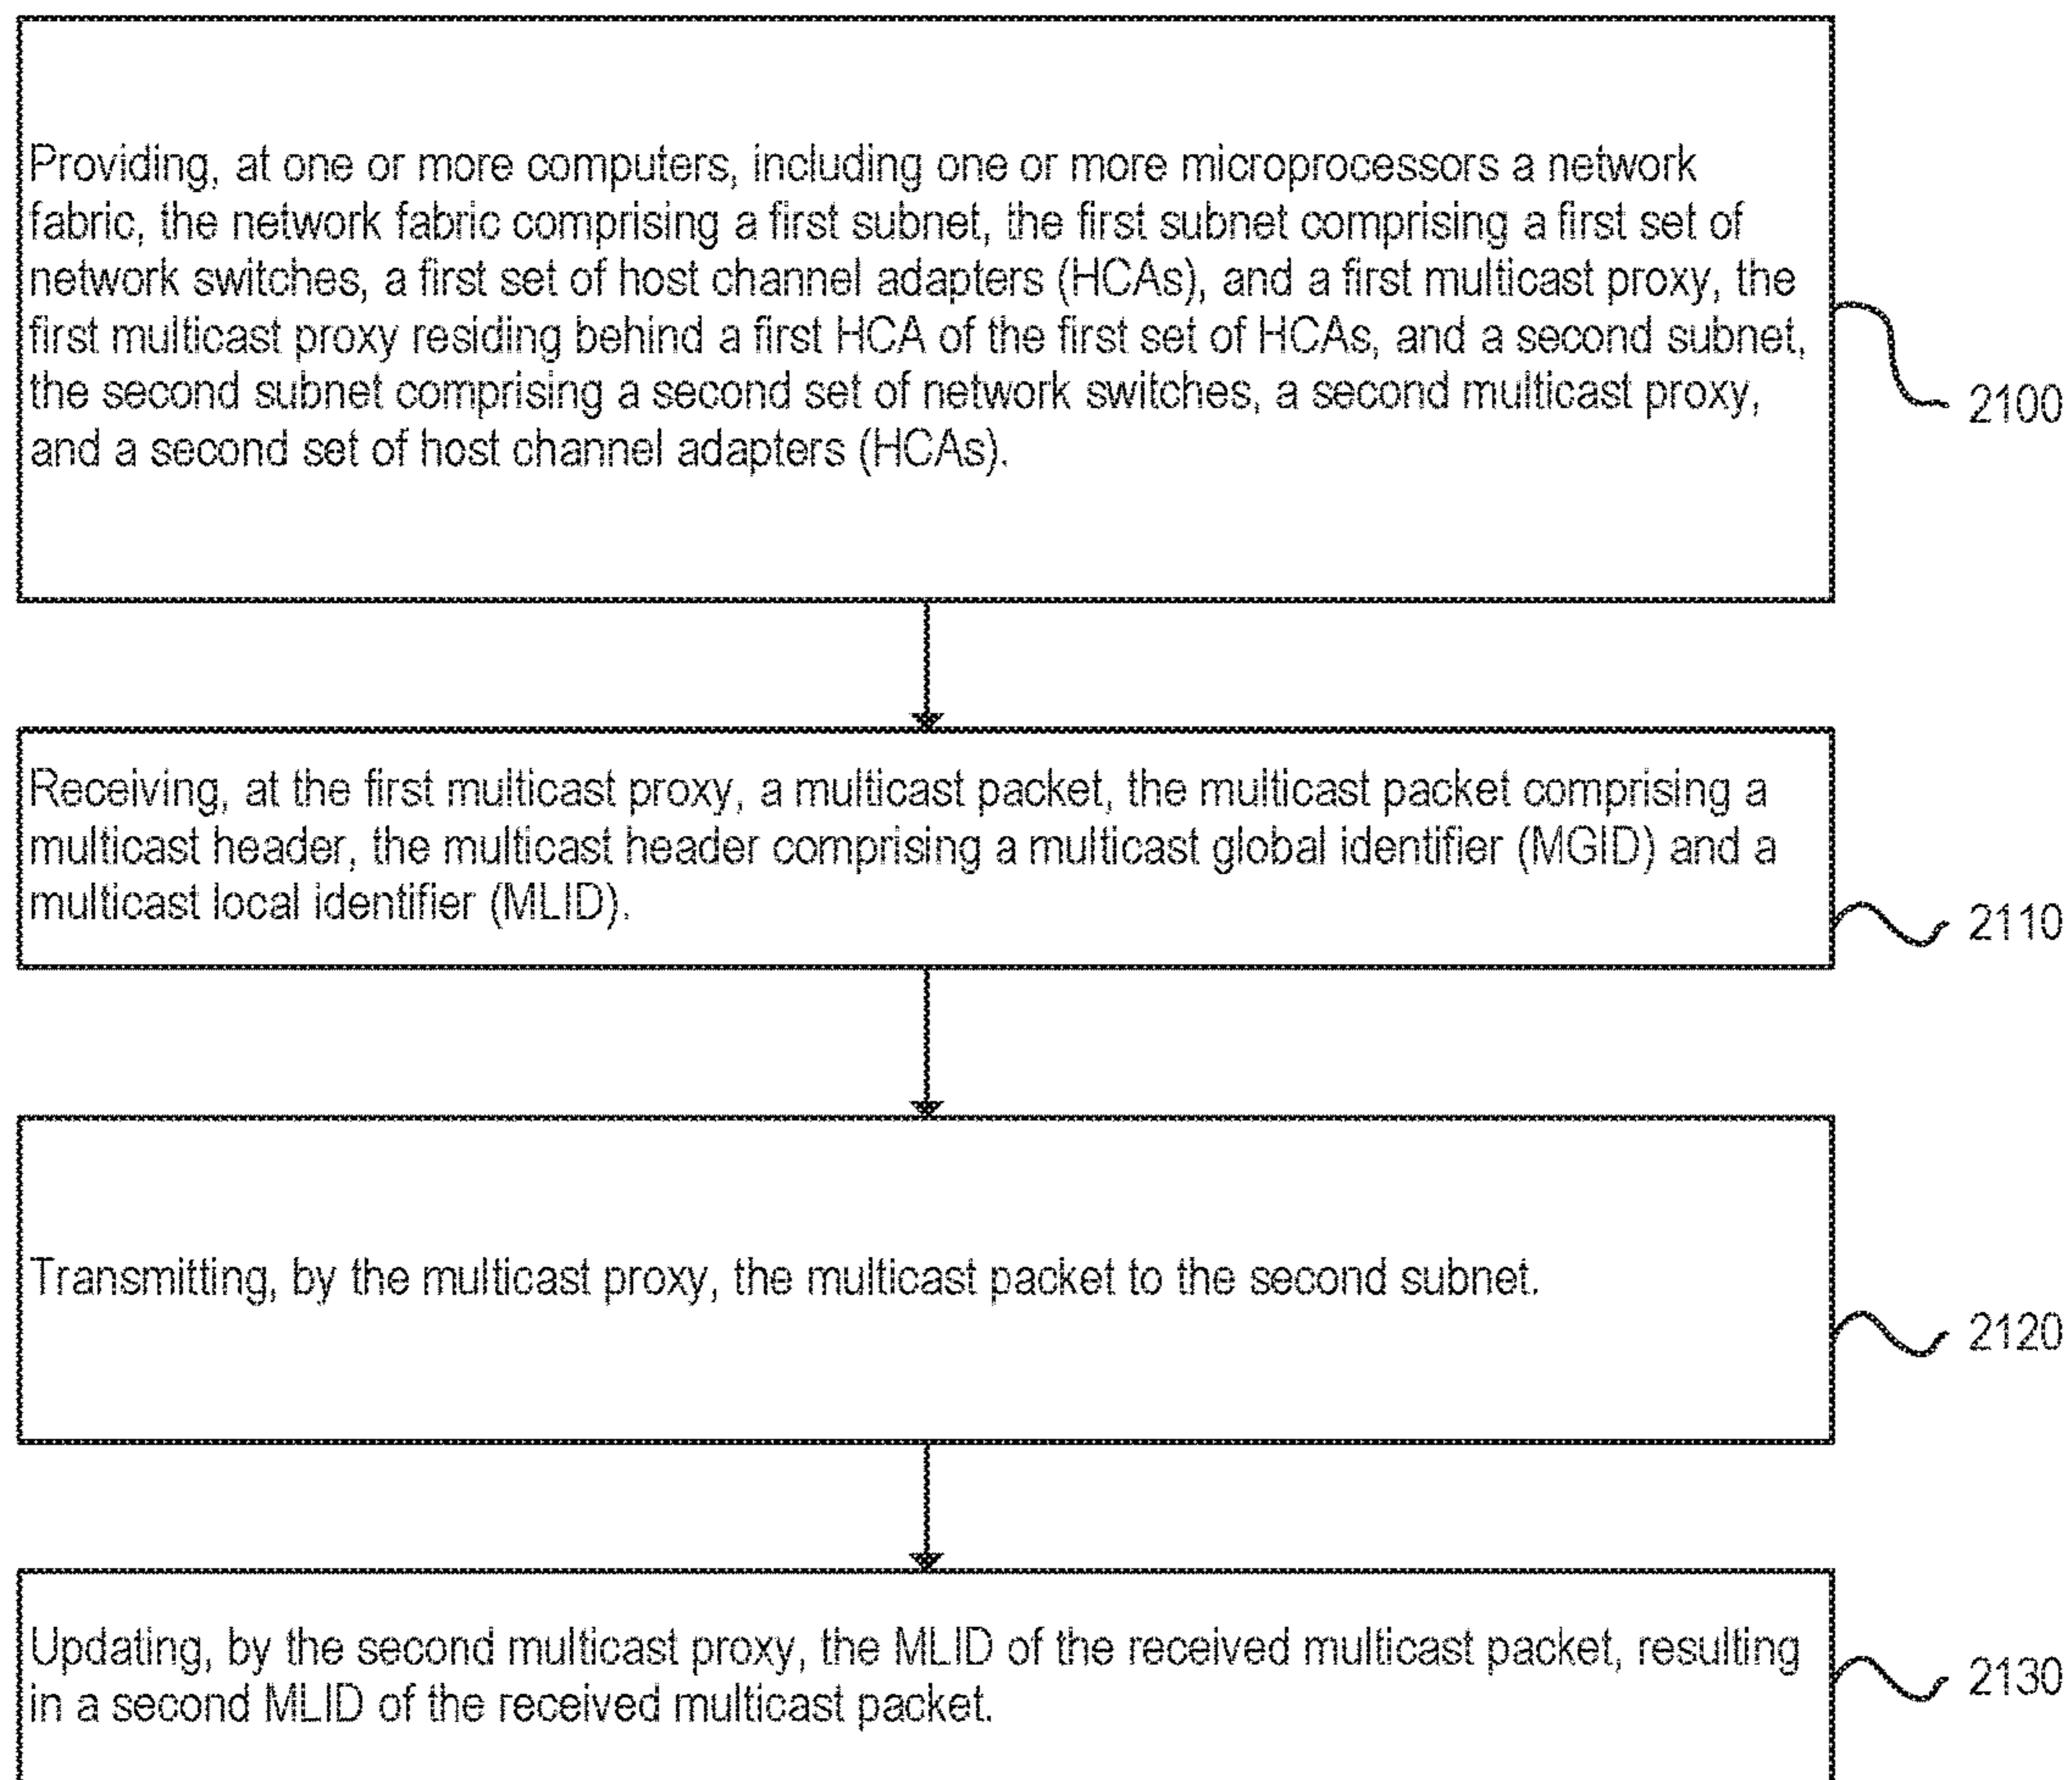 Providing, at one or more computers, including one or more microprocessors a network
fabric, the network fabric comprising a first subnet, the first subnet comprising a first set of
network switches, a first set of host channel adapters (HCAs), and a first multicast proxy, the
first multicast proxy residing behind a first HCA of the first set of HCAs, and a second subnet,
the second subnet comprising a second set of network switches, a second multicast proxy,
and a second set of host channel adapters (HCAs).
2100
Receiving, at the first multicast proxy, a multicast packet, the multicast packet comprising a
multicast header, the multicast header comprising a multicast global identifier (MGID) and a
multicast local identifier (MLID).
2110
Transmitting, by the multicast proxy, the multicast packet to the second subnet.
2120
Updating, by the second multicast proxy, the MLID of the received multicast packet, resulting
in a second MLID of the received multicast packet.
2130